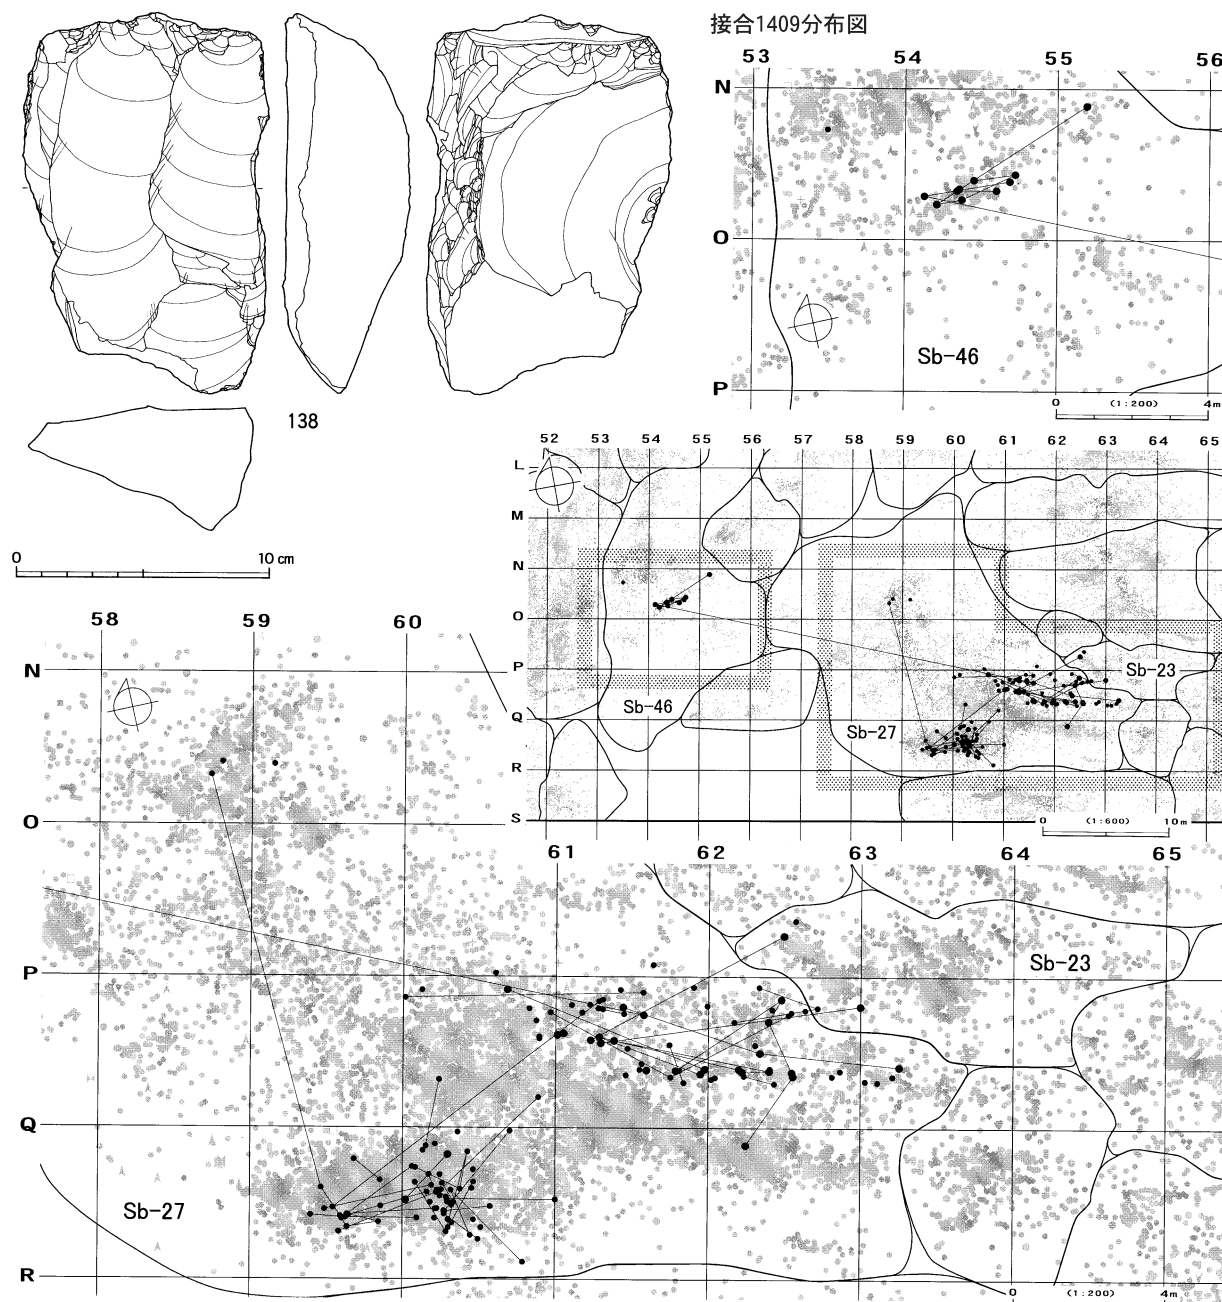 接合1409分布図
53 54 55 56
N
O
Sb-46
P
0 (1:200) 4m
138
0 10 cm
52 53 54 55 56 57 58 59 60 61 62 63 64 65
L
M
N
O
P
Q
R
S
Sb-23
Sb-46
Sb-27
0 (1:600) 10m
58 59 60
N
O
61 62 63 64 65
P
Sb-23
Q
Sb-27
R
0 (1:200) 4m